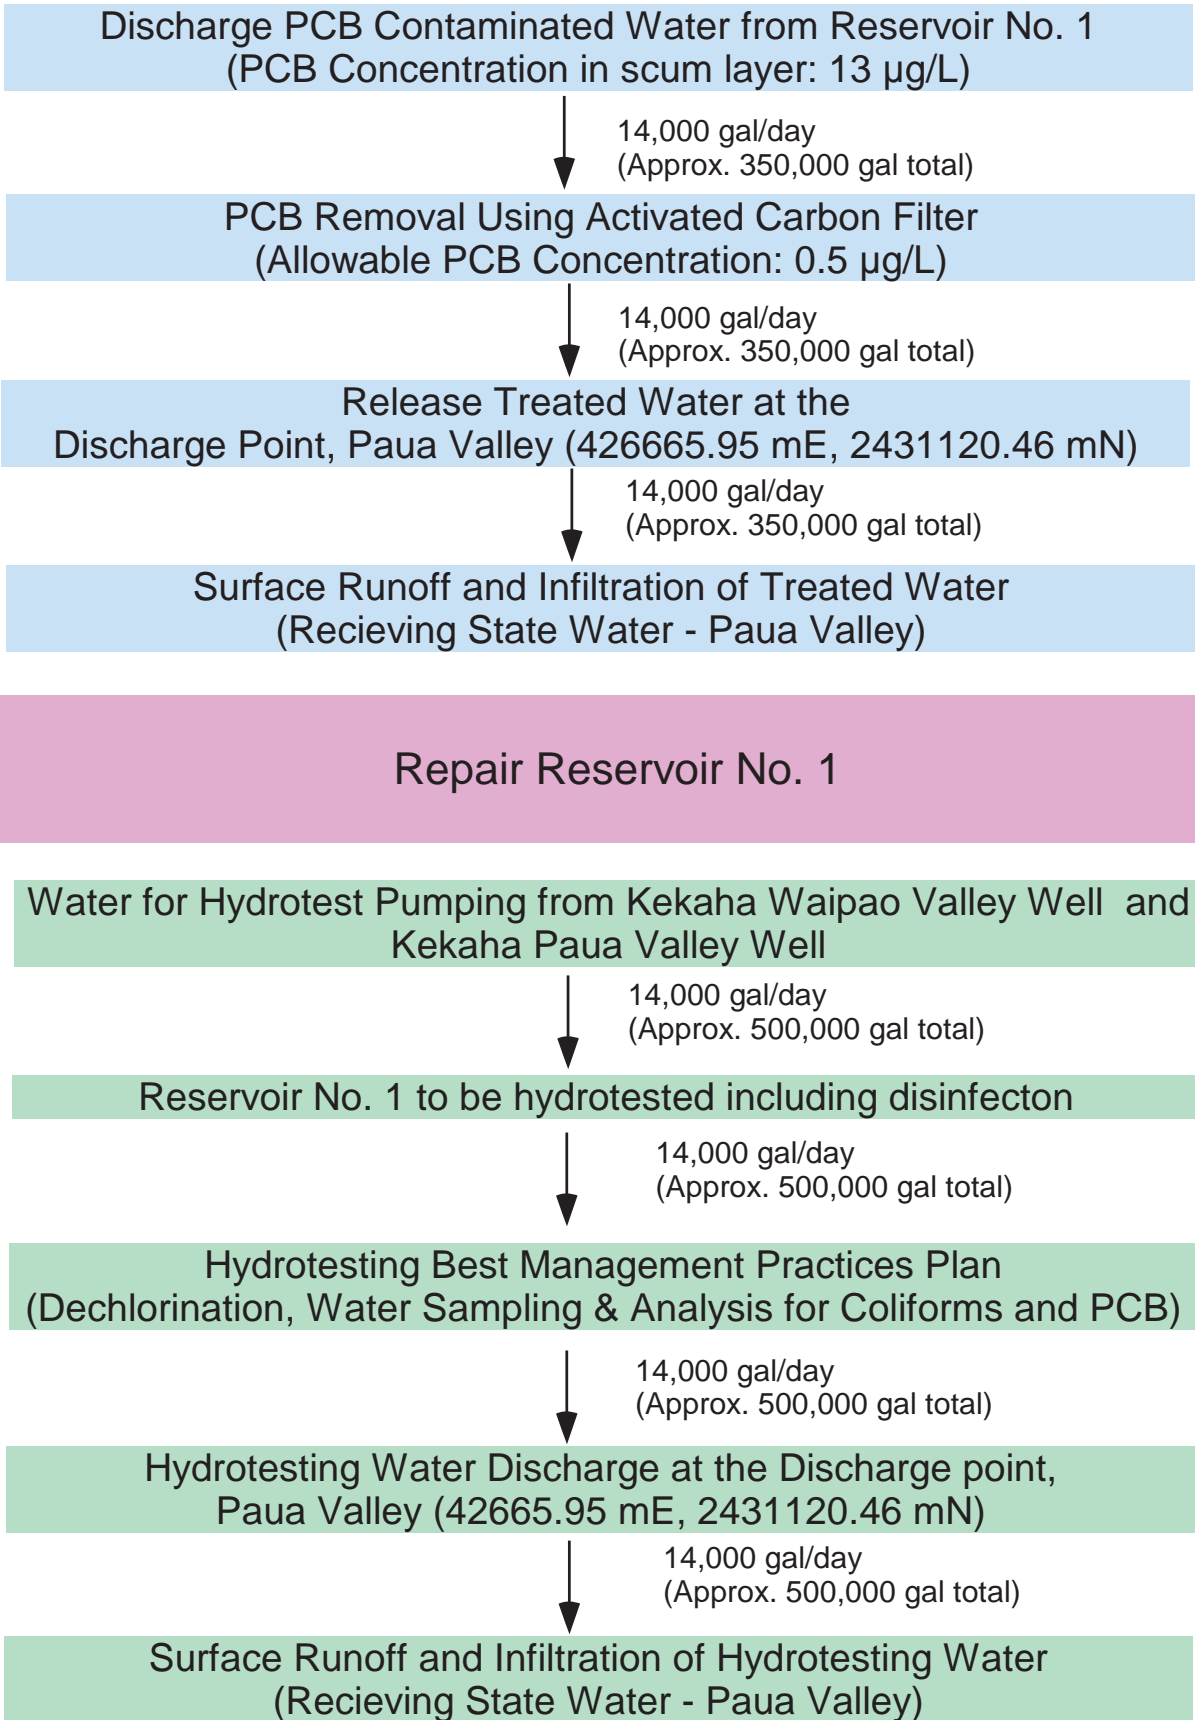 Discharge PCB Contaminated Water from Reservoir No. 1
(PCB Concentration in scum layer: 13 µg/L)
14,000 gal/day
(Approx. 350,000 gal total)
PCB Removal Using Activated Carbon Filter
(Allowable PCB Concentration: 0.5 µg/L)
14,000 gal/day
(Approx. 350,000 gal total)
Release Treated Water at the
Discharge Point, Paua Valley (426665.95 mE, 2431120.46 mN)
14,000 gal/day
(Approx. 350,000 gal total)
Surface Runoff and Infiltration of Treated Water
(Recieving State Water - Paua Valley)
Repair Reservoir No. 1
Water for Hydrotest Pumping from Kekaha Waipao Valley Well and
Kekaha Paua Valley Well
14,000 gal/day
(Approx. 500,000 gal total)
Reservoir No. 1 to be hydrotested including disinfecton
14,000 gal/day
(Approx. 500,000 gal total)
Hydrotesting Best Management Practices Plan
(Dechlorination, Water Sampling & Analysis for Coliforms and PCB)
14,000 gal/day
(Approx. 500,000 gal total)
Hydrotesting Water Discharge at the Discharge point,
Paua Valley (42665.95 mE, 2431120.46 mN)
14,000 gal/day
(Approx. 500,000 gal total)
Surface Runoff and Infiltration of Hydrotesting Water
(Recieving State Water - Paua Valley)